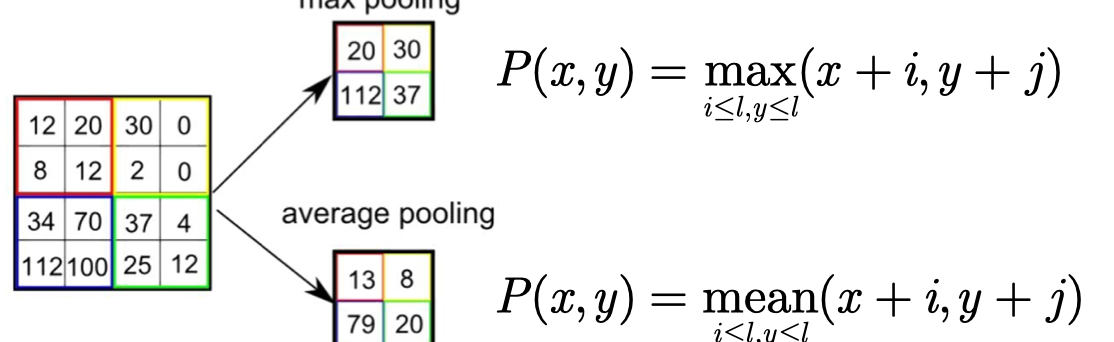 max pooling
20 30
112 37
P(x, y) = max(x + i, y + j)
i≤l,y≤l
12 20 30 0
8 12 2 0
34 70 37 4
112 100 25 12
average pooling
13 8
79 20
P(x, y) = mean(x + i, y + j)
i<l,y<l